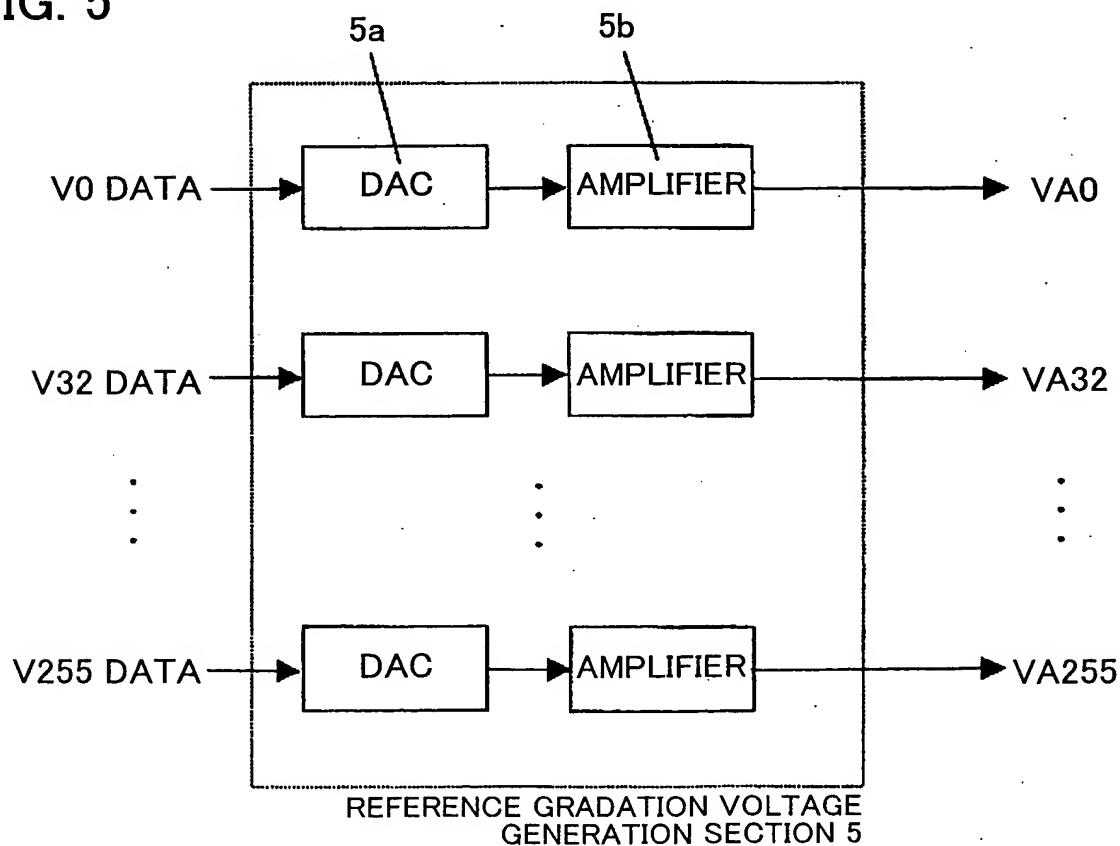 FIG. 5
5a 5b
V0 DATA DAC AMPLIFIER VA0
V32 DATA DAC AMPLIFIER VA32
V255 DATA DAC AMPLIFIER VA255
REFERENCE GRADATION VOLTAGE
GENERATION SECTION 5